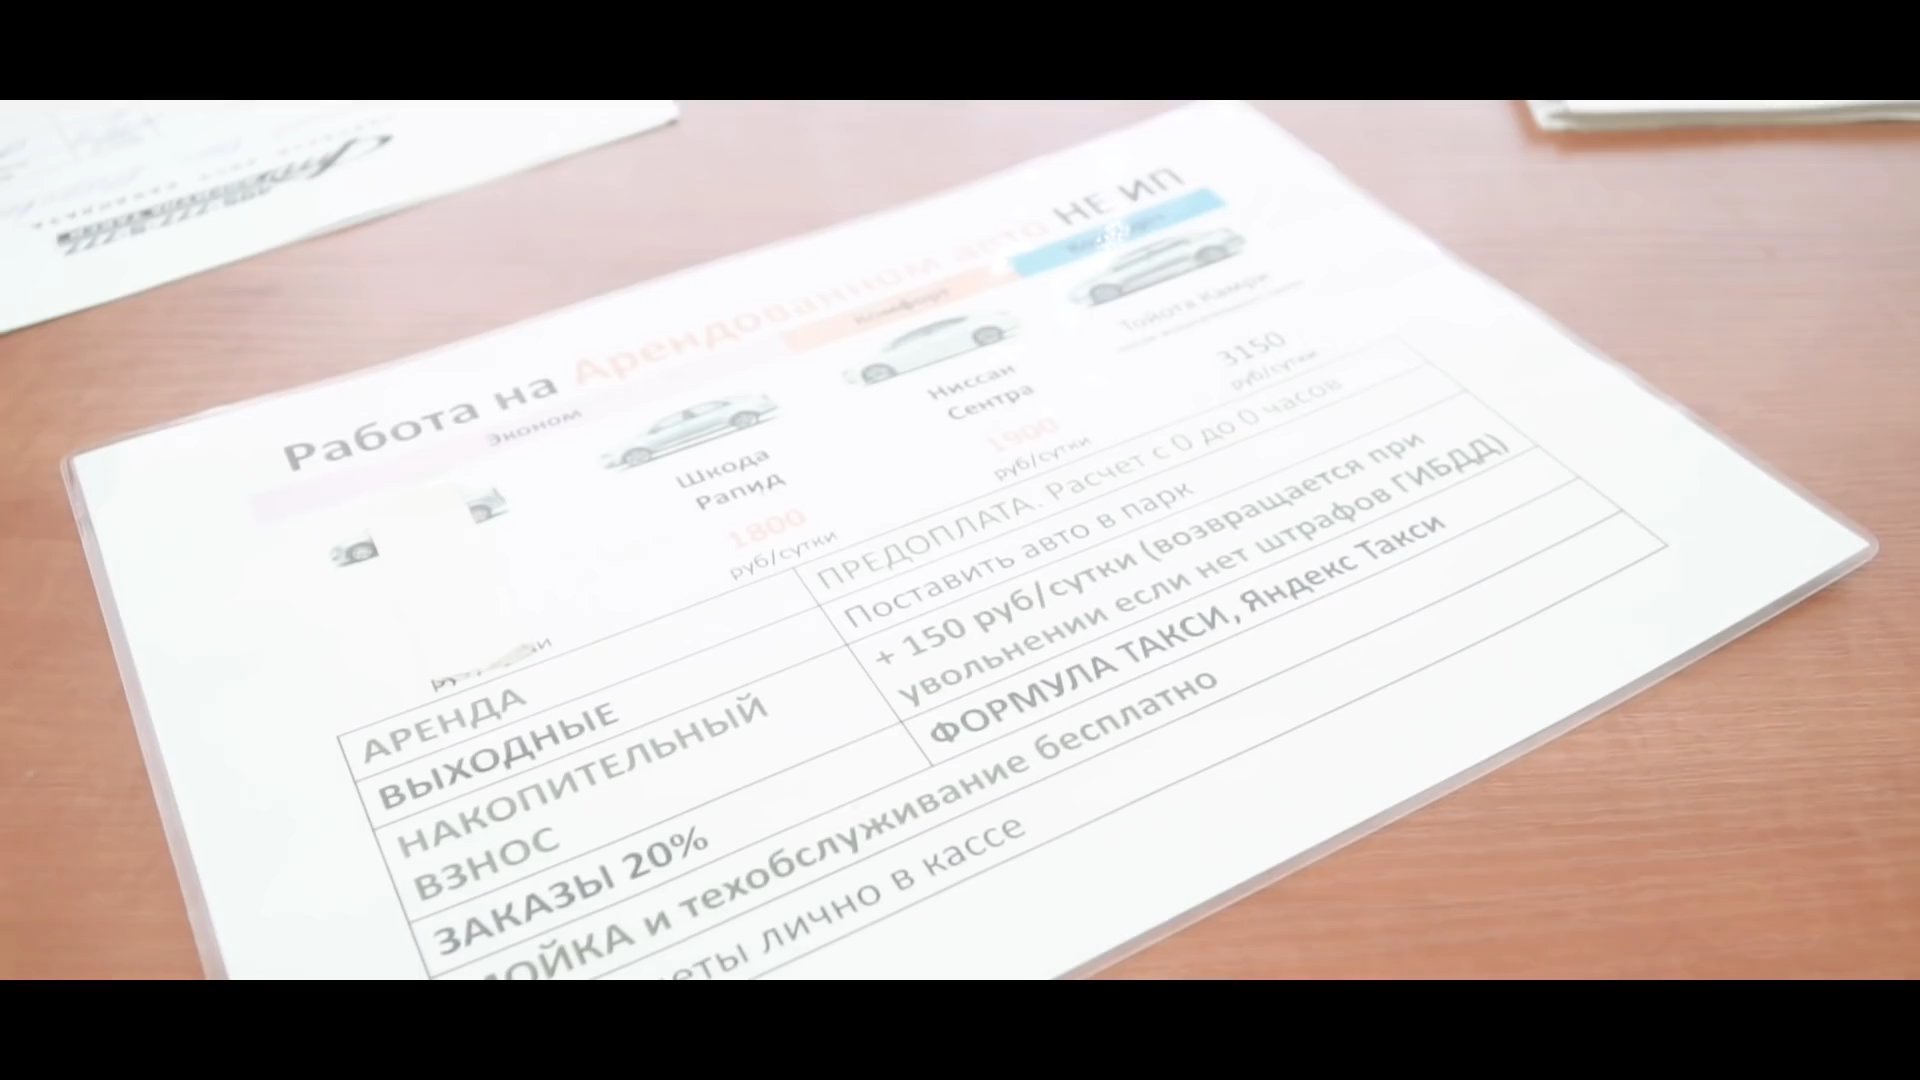 Работа на Арендованном авто НЕ ИП
Эконом
Комфорт
Шкода
Рапид
1800
руб/сутки
Ниссан
Сентра
1900
руб/сутки
Тойота Камри
3150
руб/сутки
АРЕНДА
ПРЕДОПЛАТА. Расчет с 0 до 0 часов
ВЫХОДНЫЕ
Поставить авто в парк
НАКОПИТЕЛЬНЫЙ
ВЗНОС
+ 150 руб/сутки (возвращается при
увольнении если нет штрафов ГИБДД)
ЗАКАЗЫ 20%
ФОРМУЛА ТАКСИ, Яндекс Такси
МОЙКА и техобслуживание бесплатно
лично в кассе